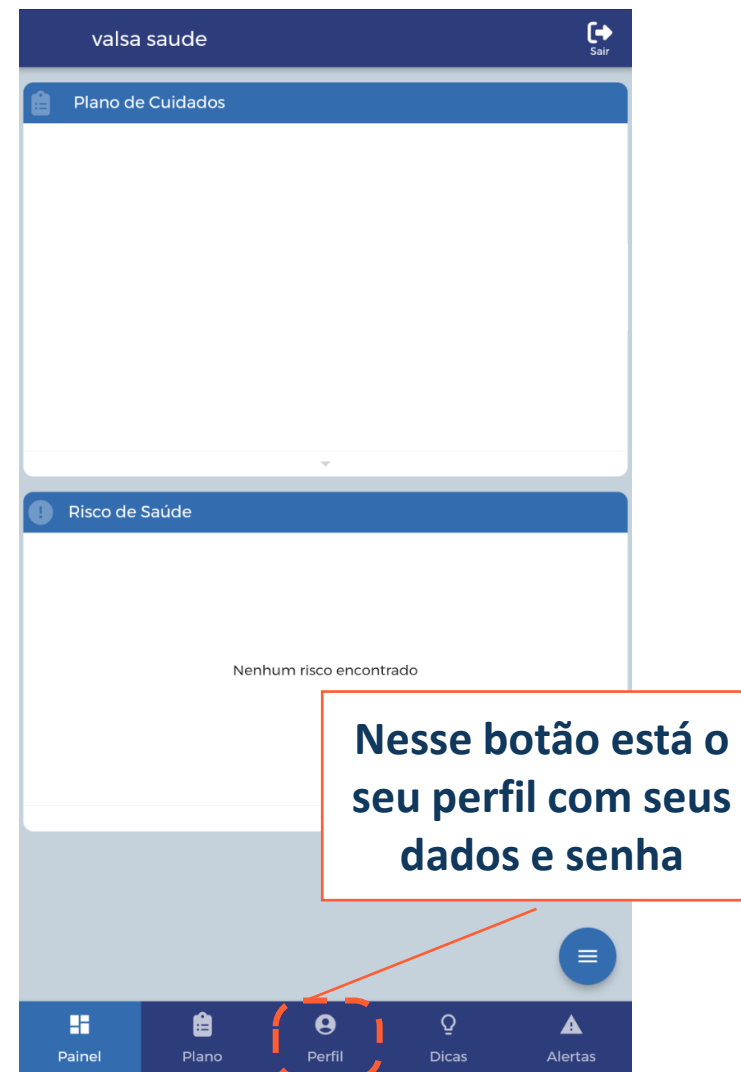 valsa saude
Sair
Plano de Cuidados
Risco de Saúde
Nenhum risco encontrado
Nesse botão está o
seu perfil com seus
dados e senha
Painel
Plano
Perfil
Dicas
Alertas